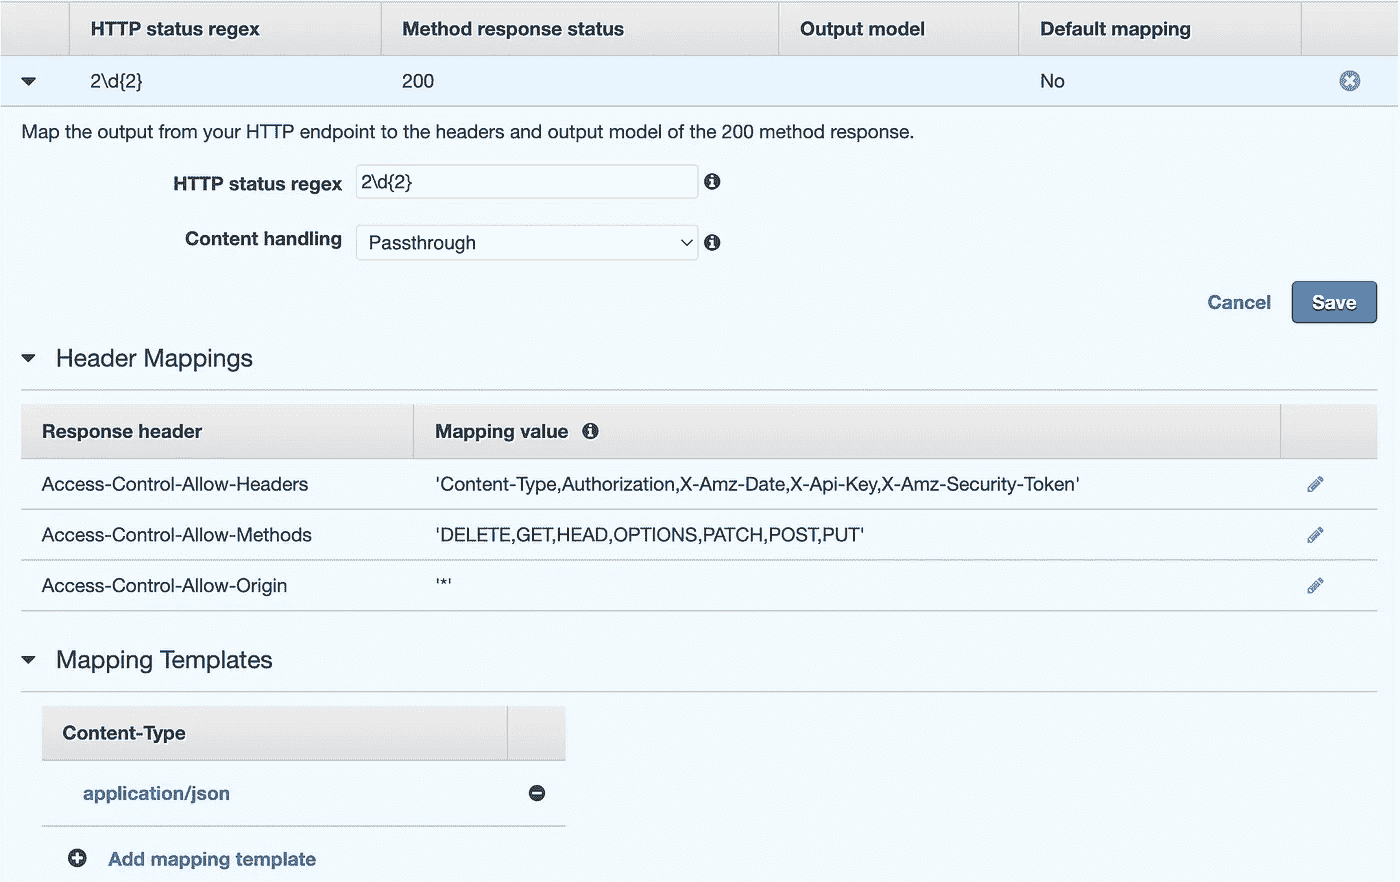 HTTP status regex Method response status Output model Default mapping
2\d{2} 200 No
Map the output from your HTTP endpoint to the headers and output model of the 200 method response.
HTTP status regex 2\d{2}
Content handling Passthrough
Cancel Save
Header Mappings
Response header Mapping value
Access-Control-Allow-Headers 'Content-Type,Authorization,X-Amz-Date,X-Api-Key,X-Amz-Security-Token'
Access-Control-Allow-Methods 'DELETE,GET,HEAD,OPTIONS,PATCH,POST,PUT'
Access-Control-Allow-Origin '*'
Mapping Templates
Content-Type
application/json
Add mapping template